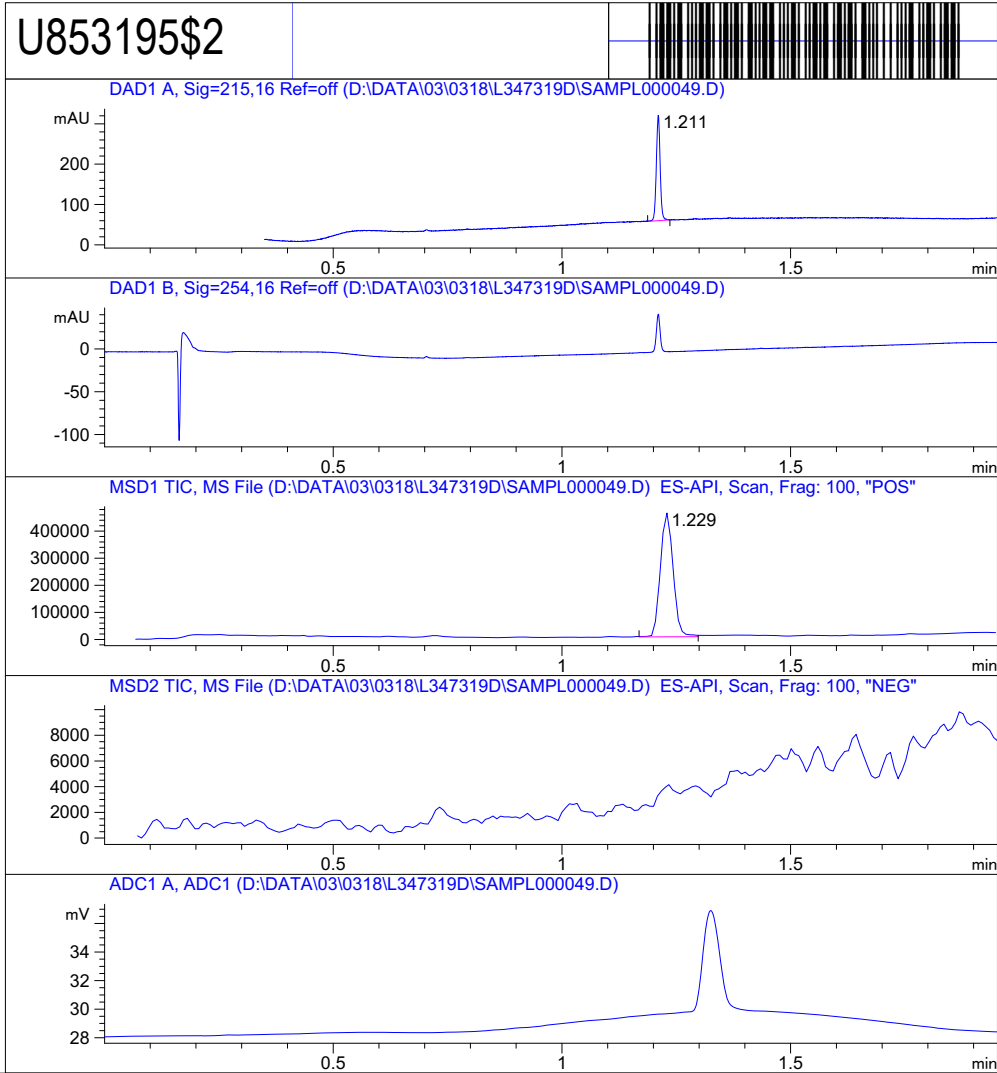 U853195$2
DAD1 A, Sig=215,16 Ref=off (D:\DATA\03\0318\L347319D\SAMPL000049.D)
mAU
1.211
200
100
0
0.5 1 1.5 min
DAD1 B, Sig=254,16 Ref=off (D:\DATA\03\0318\L347319D\SAMPL000049.D)
mAU
0
-50
-100
0.5 1 1.5 min
MSD1 TIC, MS File (D:\DATA\03\0318\L347319D\SAMPL000049.D) ES-API, Scan, Frag: 100, "POS"
1.229
400000
300000
200000
100000
0
0.5 1 1.5 min
MSD2 TIC, MS File (D:\DATA\03\0318\L347319D\SAMPL000049.D) ES-API, Scan, Frag: 100, "NEG"
8000
6000
4000
2000
0
0.5 1 1.5 min
ADC1 A, ADC1 (D:\DATA\03\0318\L347319D\SAMPL000049.D)
mV
34
32
30
28
0.5 1 1.5 min